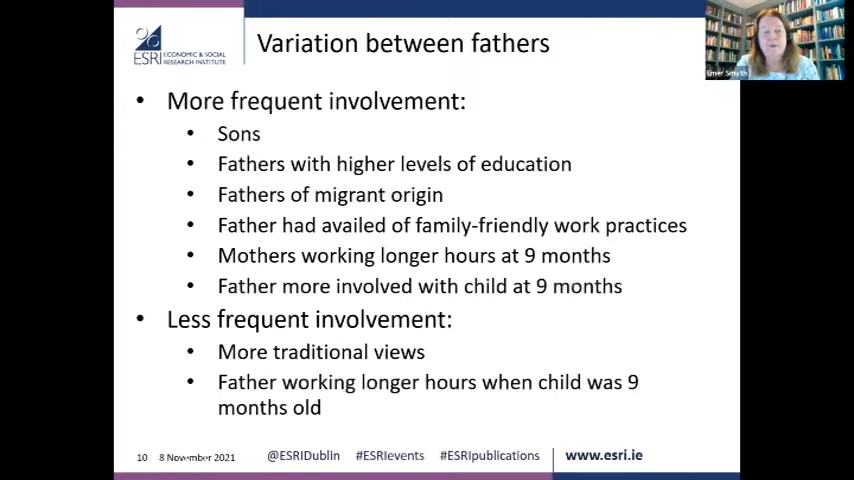 ESRI ECONOMIC & SOCIAL
RESEARCH INSTITUTE
Variation between fathers
Emer Smyth
• More frequent involvement:
• Sons
• Fathers with higher levels of education
• Fathers of migrant origin
• Father had availed of family-friendly work practices
• Mothers working longer hours at 9 months
• Father more involved with child at 9 months
• Less frequent involvement:
• More traditional views
• Father working longer hours when child was 9
months old
10 8 November 2021 @ESRIDublin #ESRIevents #ESRIpublications www.esri.ie